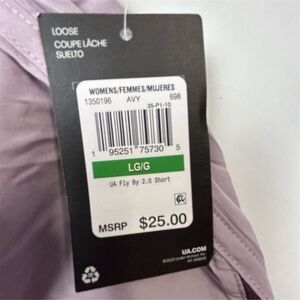 LOOSE
COUPE LÂCHE
SUELTO
WOMENS/FEMMES/MUJERES
1350196 AVY 698
35-P1-10
1 95251 75730 5
LG/G
UA Fly By 2.0 Short
MSRP $25.00
UA.COM